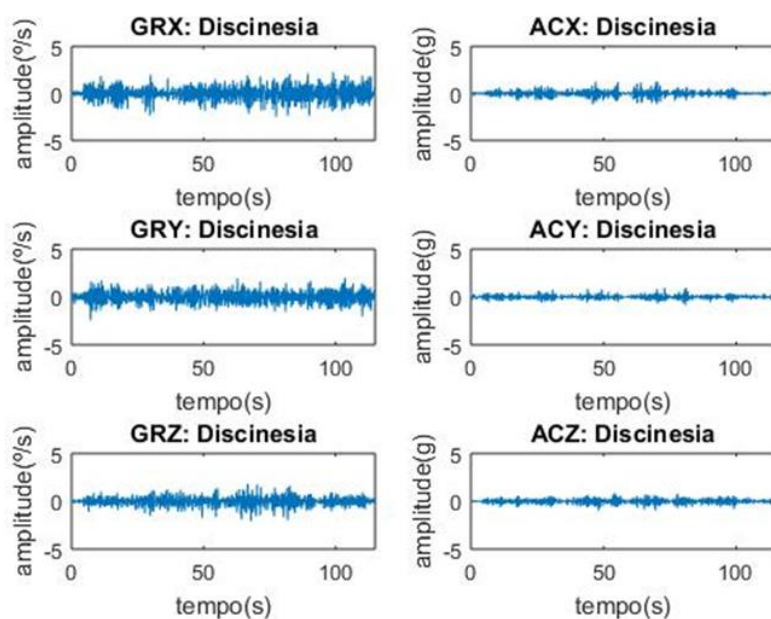 GRX: Discinesia
amplitude(º/s)
5
0
-5
0 50 100
tempo(s)
ACX: Discinesia
amplitude(g)
5
0
-5
0 50 100
tempo(s)
GRY: Discinesia
amplitude(º/s)
5
0
-5
0 50 100
tempo(s)
ACY: Discinesia
amplitude(g)
5
0
-5
0 50 100
tempo(s)
GRZ: Discinesia
amplitude(º/s)
5
0
-5
0 50 100
tempo(s)
ACZ: Discinesia
amplitude(g)
5
0
-5
0 50 100
tempo(s)